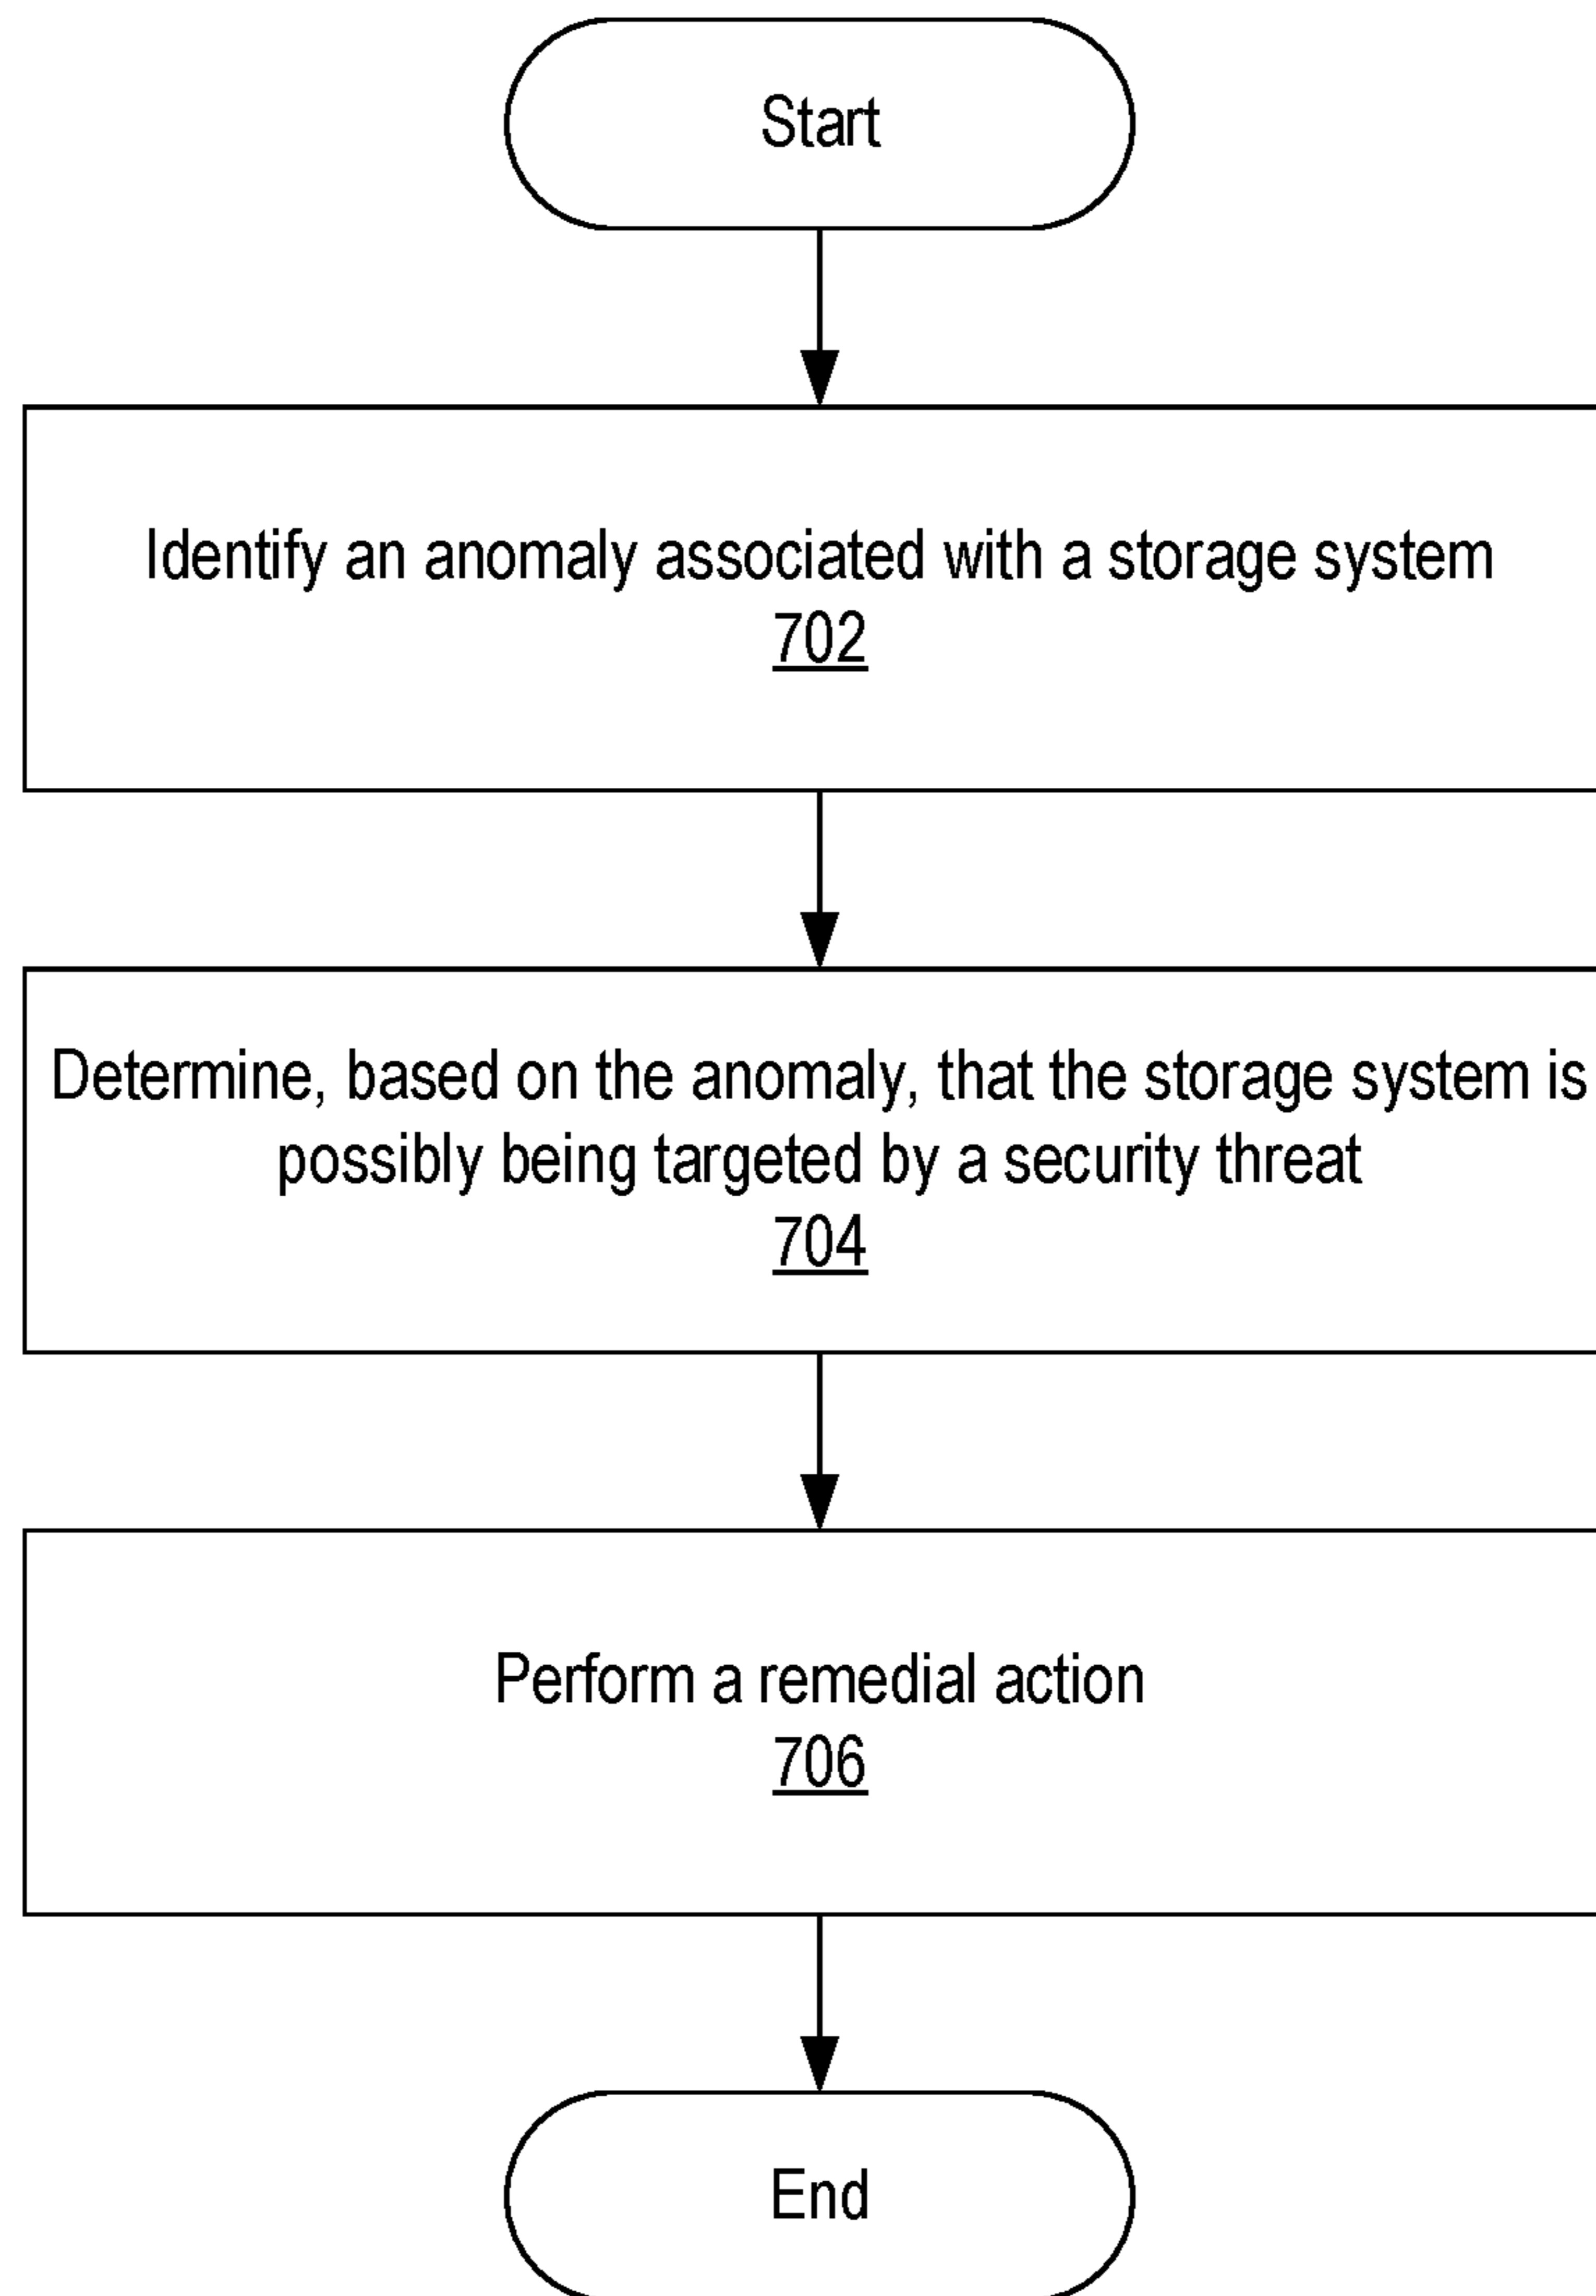 Start
Identify an anomaly associated with a storage system
702
Determine, based on the anomaly, that the storage system is
possibly being targeted by a security threat
704
Perform a remedial action
706
End